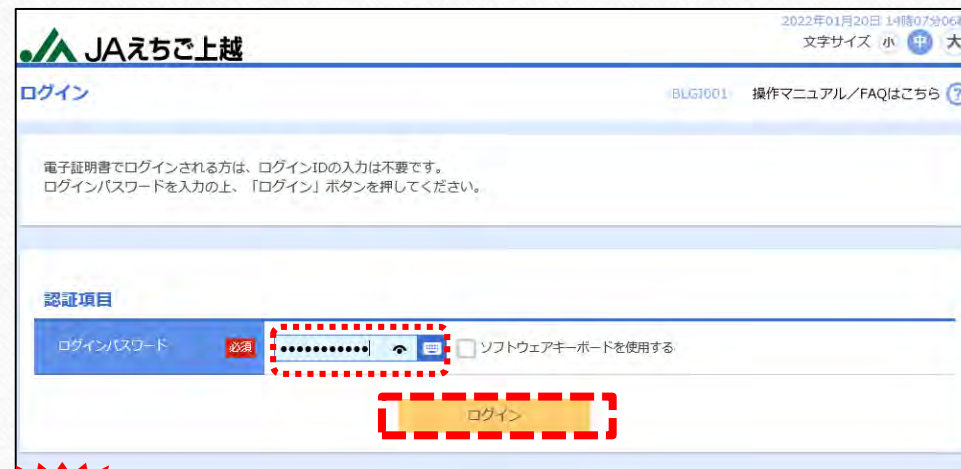 2022年01月20日 14時07分06秒
JAえちご上越
文字サイズ 小 中 大
ログイン
BLGI001 操作マニュアル／FAQはこちら ?
電子証明書でログインされる方は、ログインIDの入力は不要です。
ログインパスワードを入力の上、「ログイン」ボタンを押してください。
認証項目
ログインパスワード 必須 ●●●●●●●●●●● ソフトウェアキーボードを使用する
ログイン